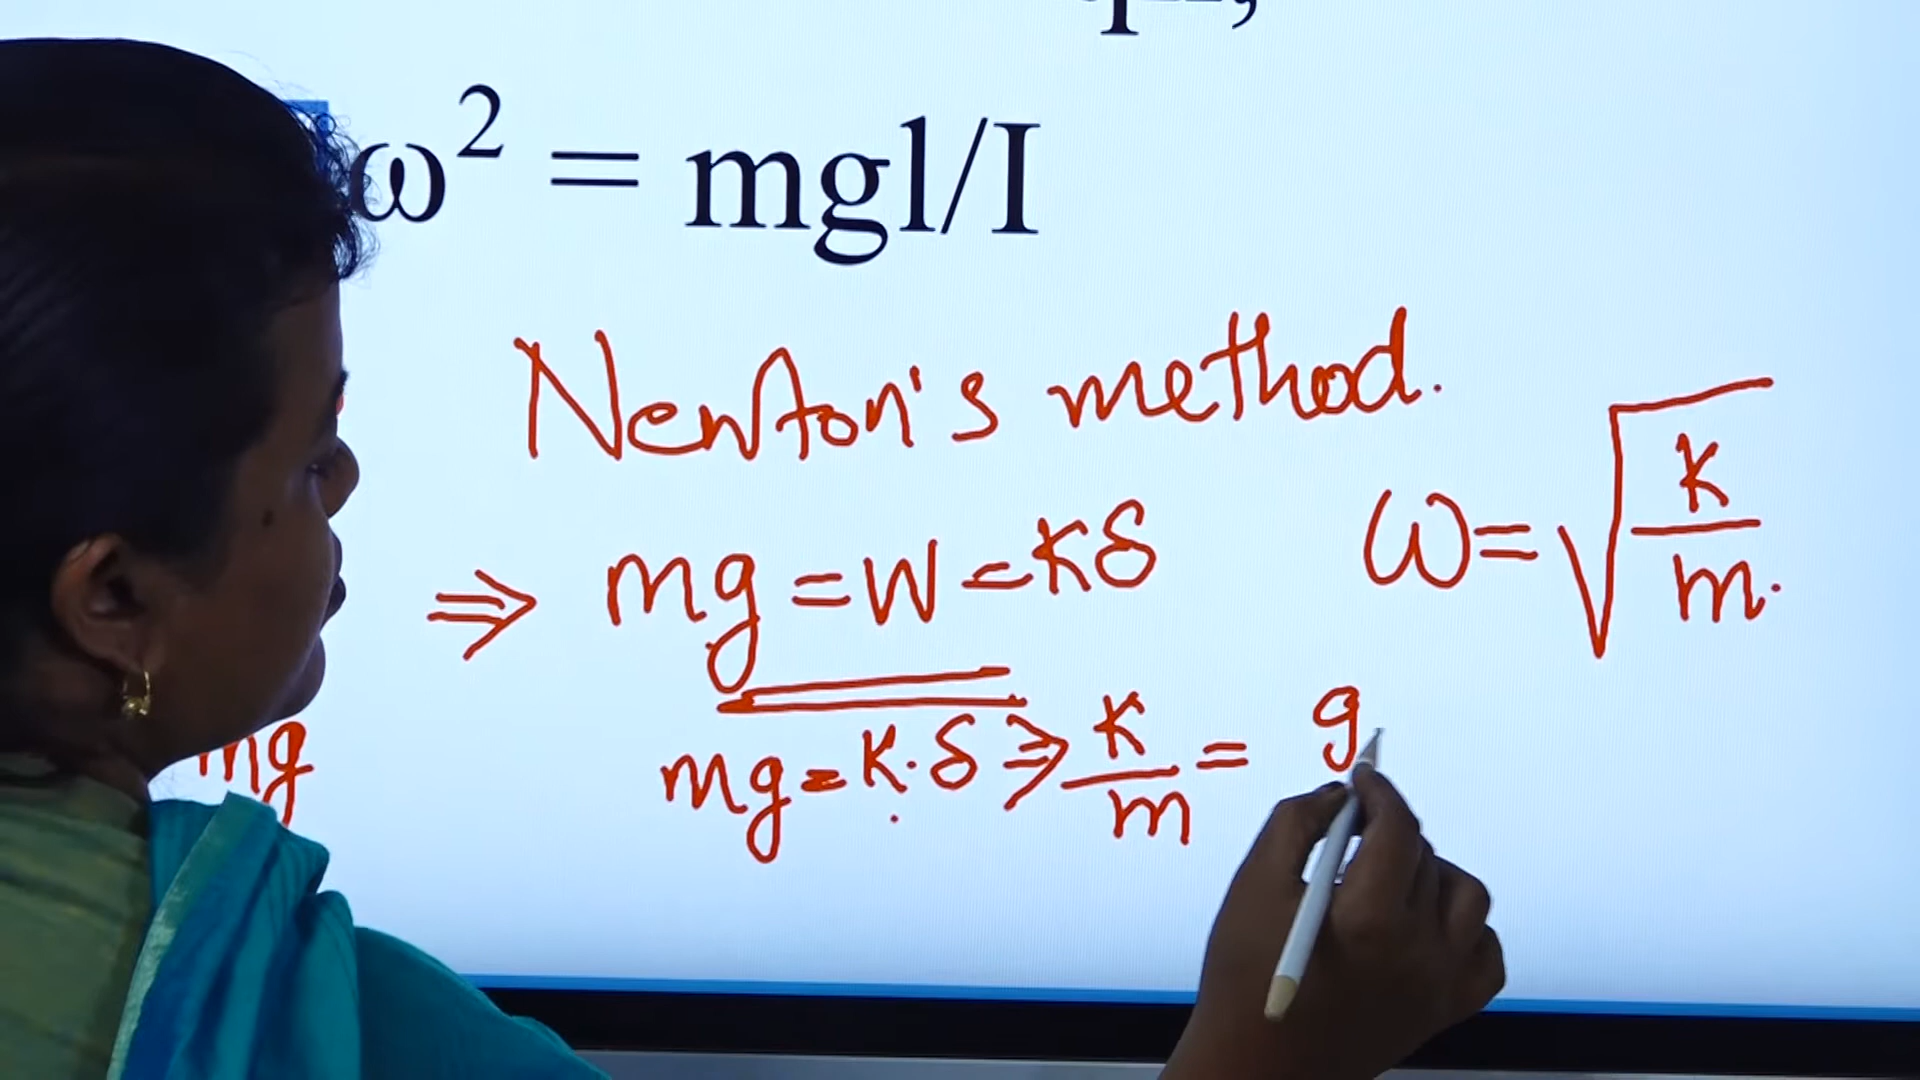 ω² = mgl/I
Newton's method.
⇒ mg = W = Kδ
ω = √K/m.
mg = K.δ ⇒ K/m = g
mg